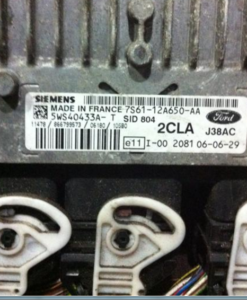 SIEMENS
MADE IN FRANCE 7S61-12A650-AA
5WS40433A- T SID 804 2CLA J38AC
Ford
e11 I-00 2081 06-06-29